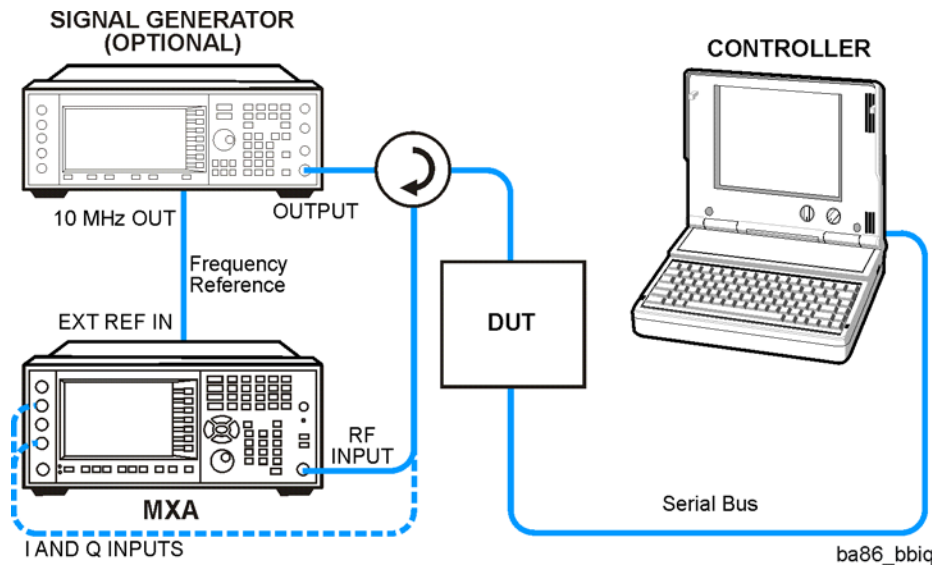 SIGNAL GENERATOR
(OPTIONAL)
CONTROLLER
10 MHz OUT
OUTPUT
Frequency
Reference
EXT REF IN
DUT
RF
INPUT
MXA
Serial Bus
I AND Q INPUTS
ba86_bbiq